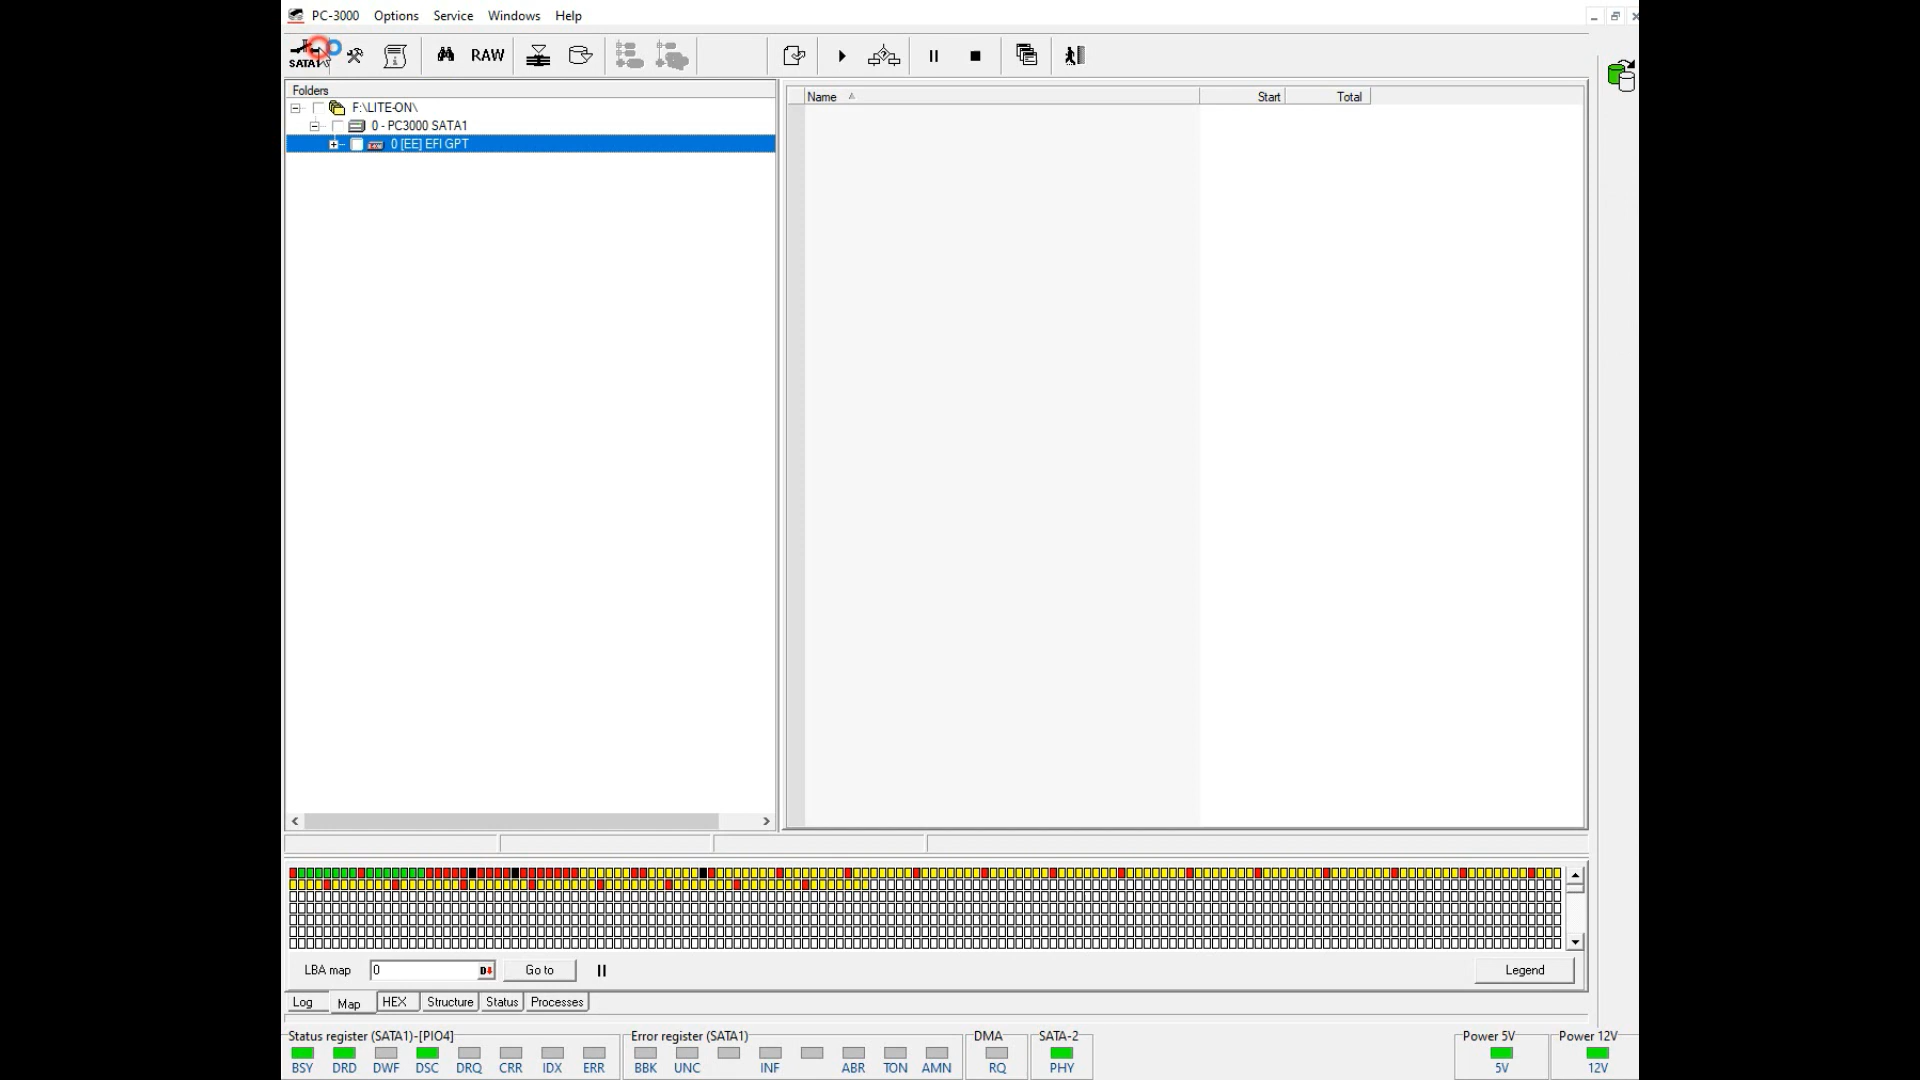 PC-3000 Options Service Windows Help
SATA1 RAW
Folders
Name Start Total
F:\LITE-ON\
0 - PC3000 SATA1
0 [EE] EFI GPT
LBA map 0 D Go to Legend
Log Map HEX Structure Status Processes
Status register (SATA1)-[PIO4] Error register (SATA1) DMA SATA-2 Power 5V Power 12V
BSY DRD DWF DSC DRQ CRR IDX ERR BBK UNC INF ABR TON AMN RQ PHY 5V 12V